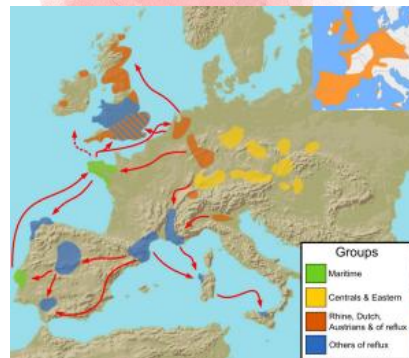 Groups
Maritime
Centrals & Eastern
Rhine, Dutch,
Austrians & of reflux
Others of reflux